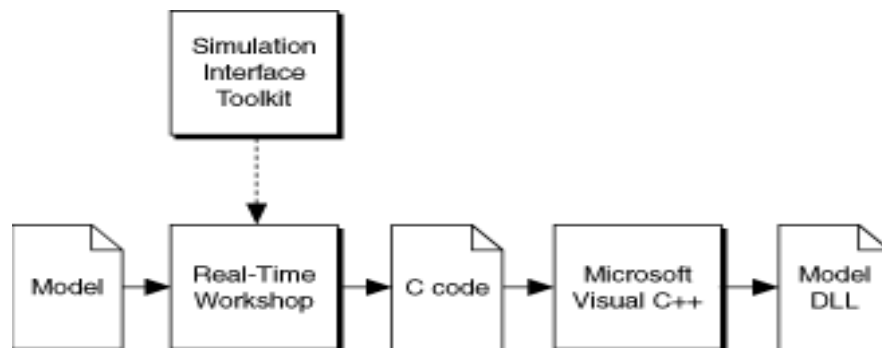 Simulation
Interface
Toolkit
Model
Real-Time
Workshop
C code
Microsoft
Visual C++
Model
DLL